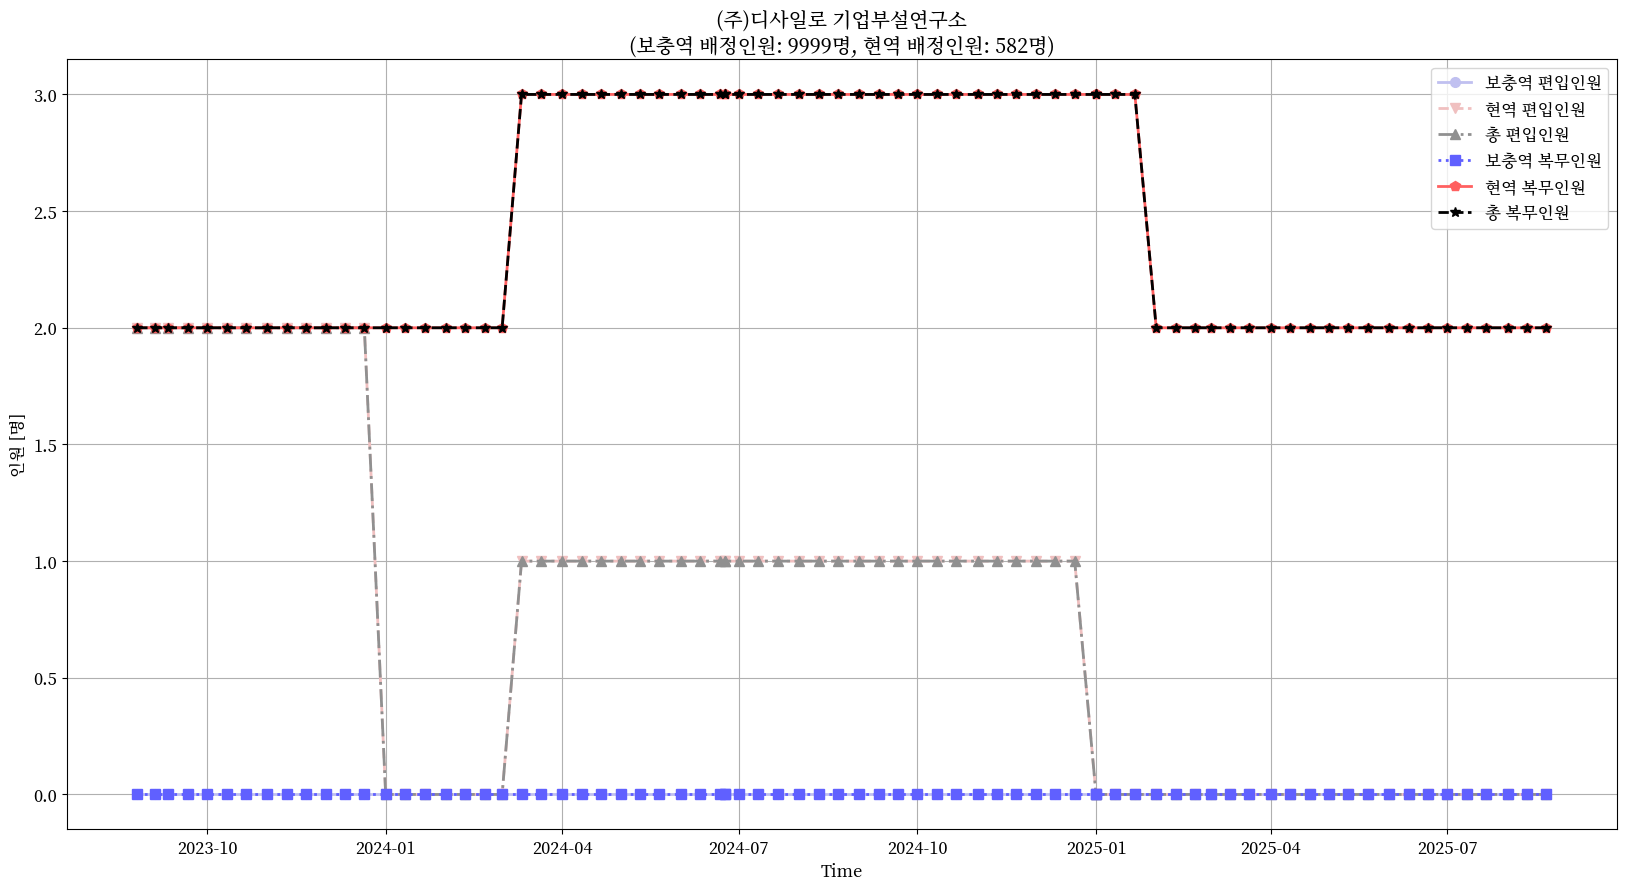 (주)디사일로 기업부설연구소
(보충역 배정인원: 9999명, 현역 배정인원: 582명)
보충역 편입인원
현역 편입인원
총 편입인원
보충역 복무인원
현역 복무인원
총 복무인원
인원 [명]
3.0
2.5
2.0
1.5
1.0
0.5
0.0
2023-10 2024-01 2024-04 2024-07 2024-10 2025-01 2025-04 2025-07
Time